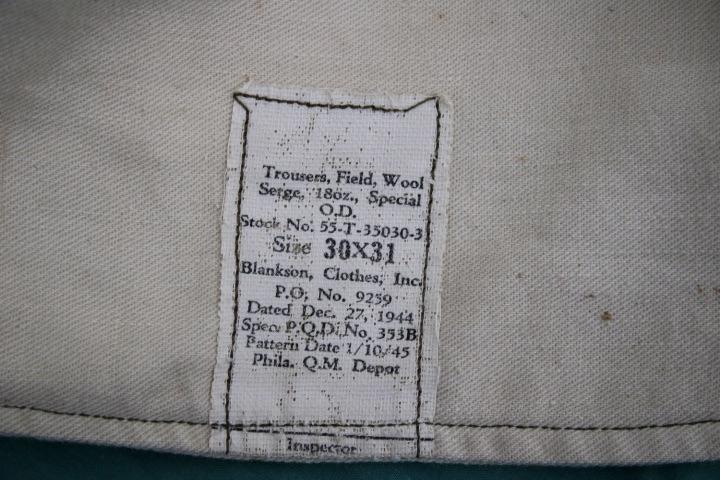 Trousers, Field, Wool
Serge, 18oz., Special
O.D.
Stock No. 55-T-35030-3
Size 30X31
Blankson, Clothes, Inc.
P.O. No. 9259
Dated Dec. 27, 1944
Spec. P.Q.D. No. 353B
Pattern Date 1/10/45
Phila. Q.M. Depot
Inspector